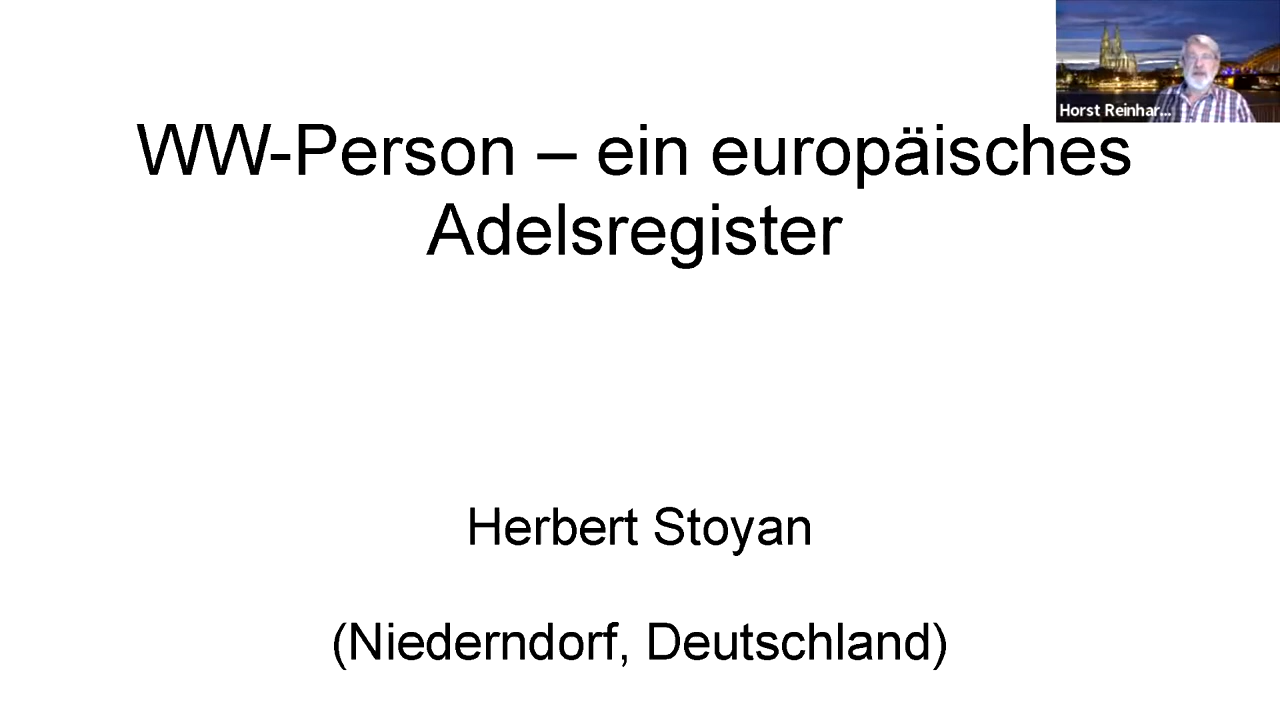 Horst Reinhar...
WW-Person – ein europäisches
Adelsregister
Herbert Stoyan
(Niederndorf, Deutschland)